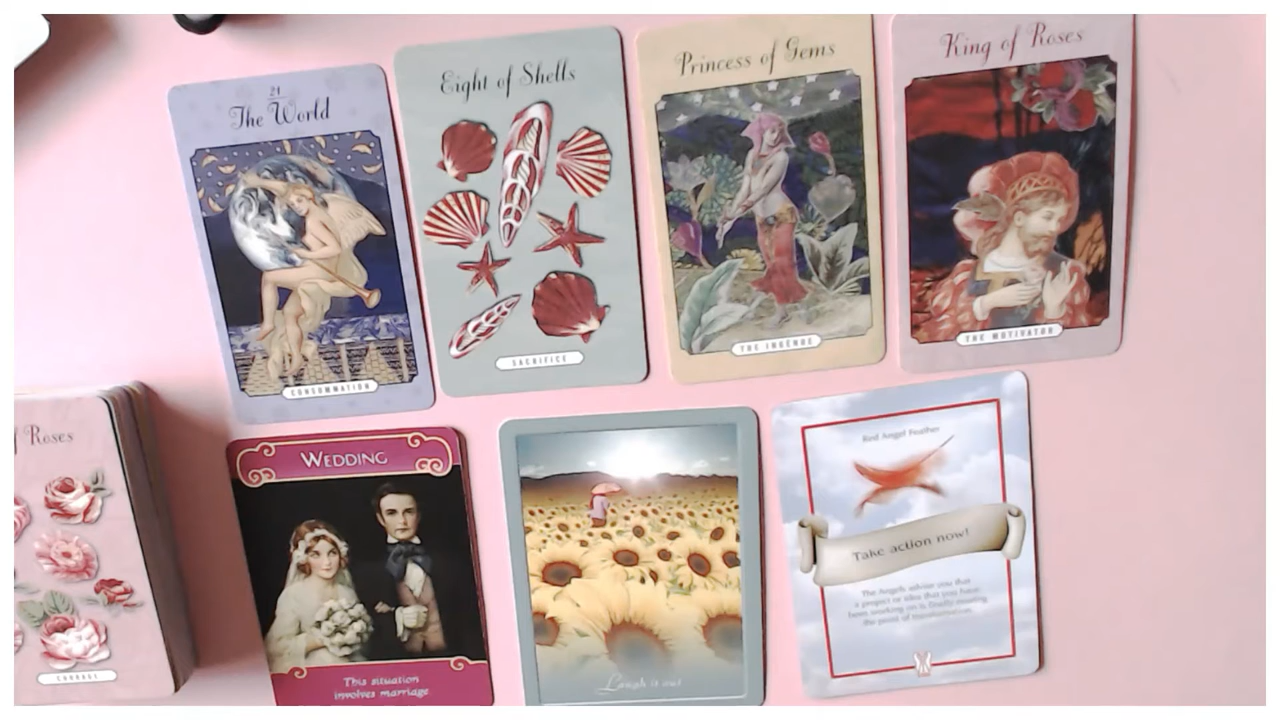 21
The World
CONSUMMATION
Eight of Shells
SACRIFICE
Princess of Gems
THE INGENUE
King of Roses
THE MOTIVATOR
Roses
COURAGE
WEDDING
This situation
involves marriage
Laugh it out
Red Angel Feather
Take action now!
The Angels advise you that
a project or idea that you have
been working on is finally nearing
the point of transformation.